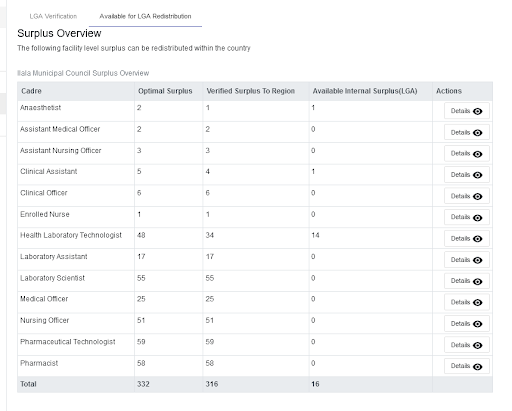 LGA Verification Available for LGA Redistribution
Surplus Overview
The following facility level surplus can be redistributed within the country
Ilala Municipal Council Surplus Overview
Cadre Optimal Surplus Verified Surplus To Region Available Internal Surplus(LGA) Actions
Anaesthetist 2 1 1 Details
Assistant Medical Officer 2 2 0 Details
Assistant Nursing Officer 3 3 0 Details
Clinical Assistant 5 4 1 Details
Clinical Officer 6 6 0 Details
Enrolled Nurse 1 1 0 Details
Health Laboratory Technologist 48 34 14 Details
Laboratory Assistant 17 17 0 Details
Laboratory Scientist 55 55 0 Details
Medical Officer 25 25 0 Details
Nursing Officer 51 51 0 Details
Pharmaceutical Technologist 59 59 0 Details
Pharmacist 58 58 0 Details
Total 332 316 16